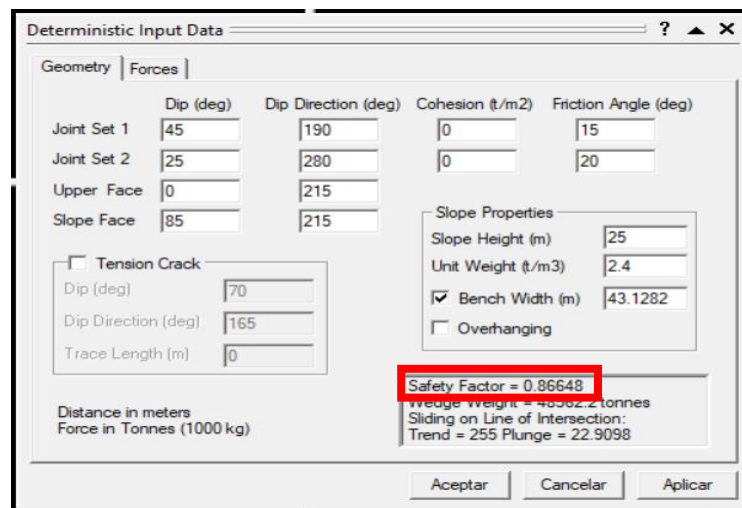 Deterministic Input Data ? ▲ ×
Geometry Forces
Dip (deg) Dip Direction (deg) Cohesion (t/m2) Friction Angle (deg)
Joint Set 1 45 190 0 15
Joint Set 2 25 280 0 20
Upper Face 0 215
Slope Face 85 215
Slope Properties
Slope Height (m) 25
Unit Weight (t/m3) 2.4
Bench Width (m) 43.1282
Overhanging
Tension Crack
Dip (deg) 70
Dip Direction (deg) 165
Trace Length (m) 0
Safety Factor = 0.86648
Wedge Weight = 48562.2 tonnes
Sliding on Line of Intersection:
Trend = 255 Plunge = 22.9098
Distance in meters
Force in Tonnes (1000 kg)
Aceptar Cancelar Aplicar